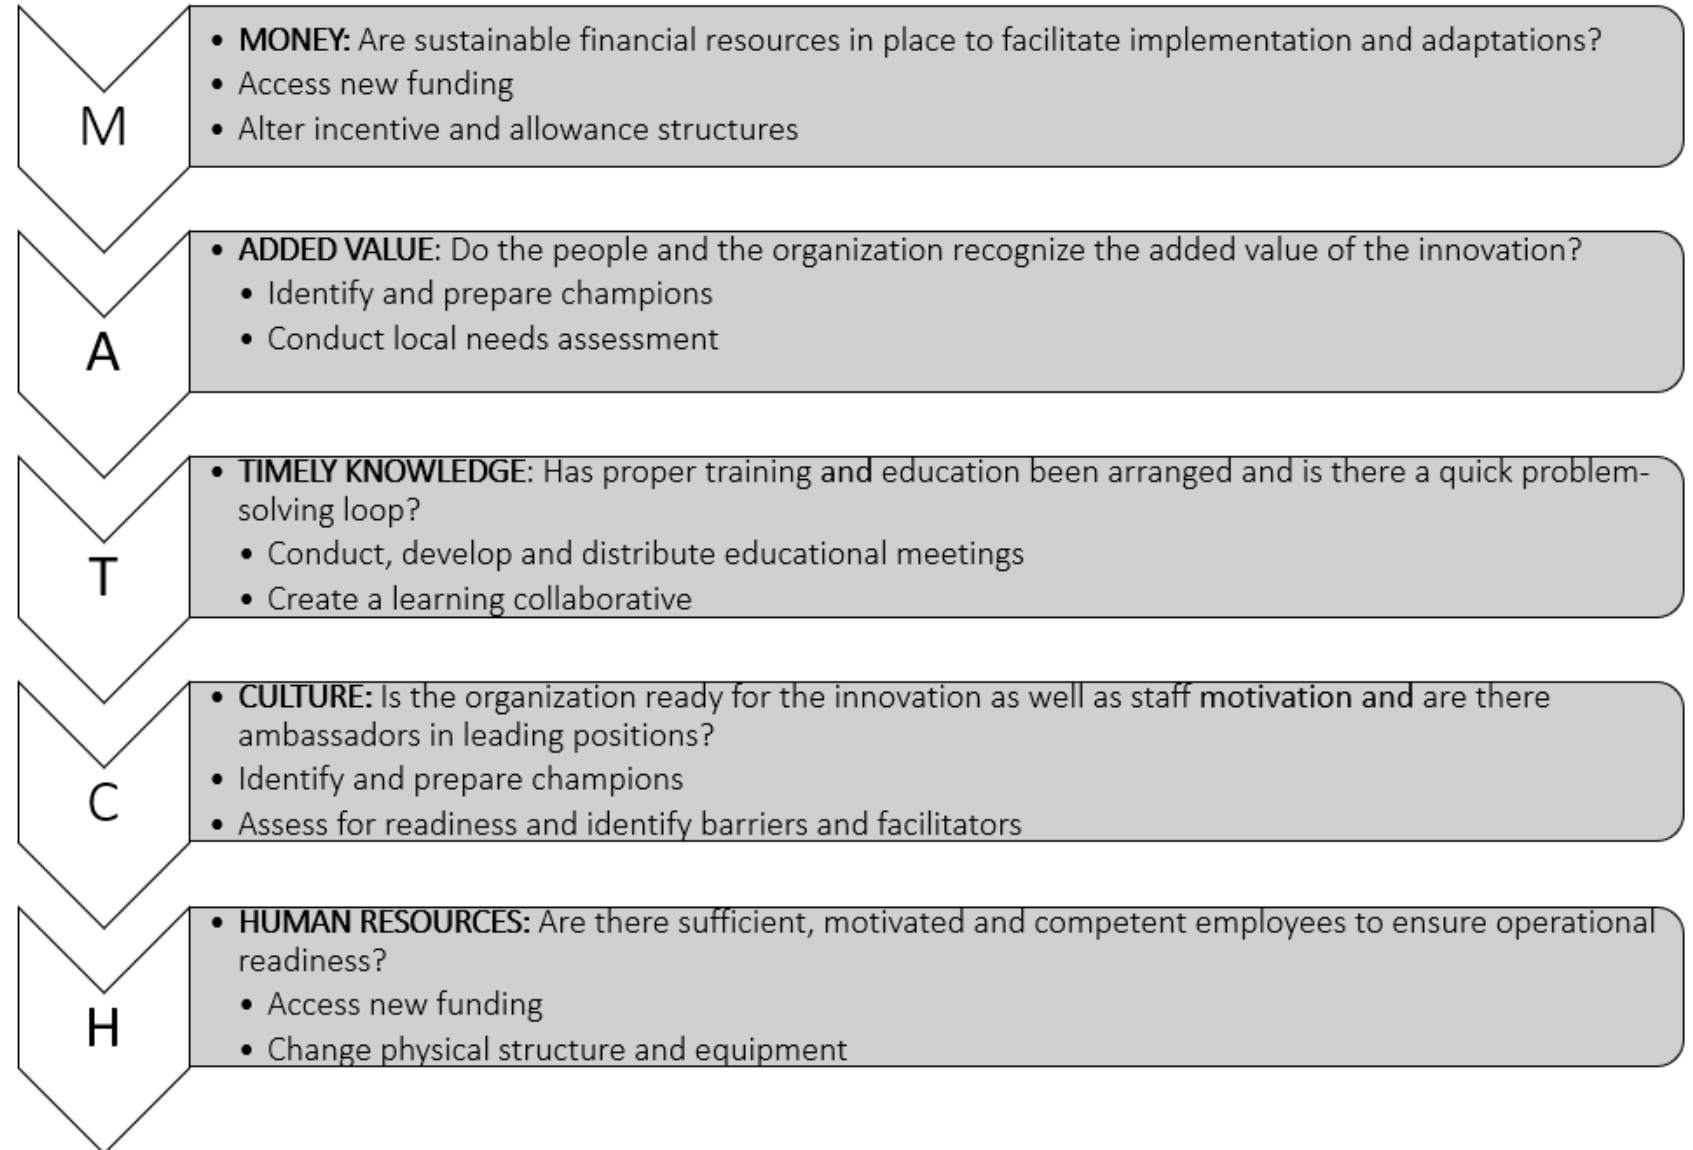 M
• MONEY: Are sustainable financial resources in place to facilitate implementation and adaptations?
• Access new funding
• Alter incentive and allowance structures
A
• ADDED VALUE: Do the people and the organization recognize the added value of the innovation?
• Identify and prepare champions
• Conduct local needs assessment
T
• TIMELY KNOWLEDGE: Has proper training and education been arranged and is there a quick problem-
solving loop?
• Conduct, develop and distribute educational meetings
• Create a learning collaborative
C
• CULTURE: Is the organization ready for the innovation as well as staff motivation and are there
ambassadors in leading positions?
• Identify and prepare champions
• Assess for readiness and identify barriers and facilitators
H
• HUMAN RESOURCES: Are there sufficient, motivated and competent employees to ensure operational
readiness?
• Access new funding
• Change physical structure and equipment